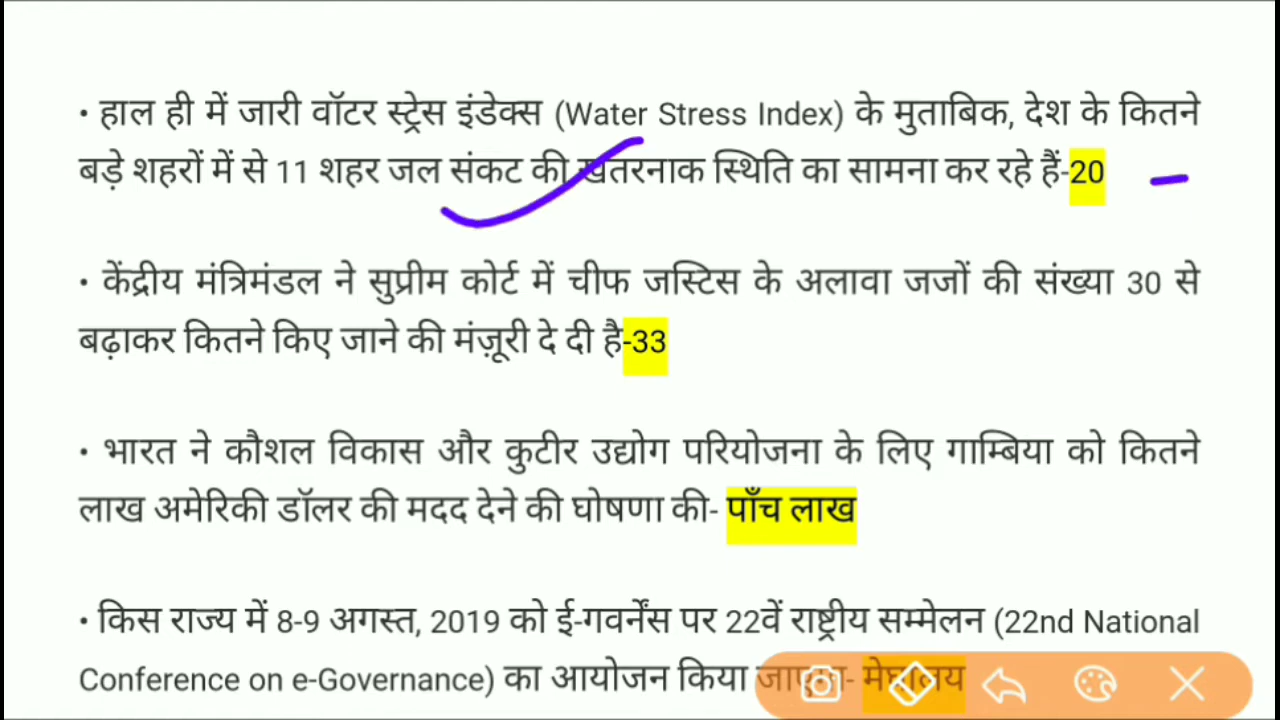 • हाल ही में जारी वॉटर स्ट्रेस इंडेक्स (Water Stress Index) के मुताबिक, देश के कितने
बड़े शहरों में से 11 शहर जल संकट की खतरनाक स्थिति का सामना कर रहे हैं-20
• केंद्रीय मंत्रिमंडल ने सुप्रीम कोर्ट में चीफ जस्टिस के अलावा जजों की संख्या 30 से
बढ़ाकर कितने किए जाने की मंज़ूरी दे दी है-33
• भारत ने कौशल विकास और कुटीर उद्योग परियोजना के लिए गाम्बिया को कितने
लाख अमेरिकी डॉलर की मदद देने की घोषणा की- पाँच लाख
• किस राज्य में 8-9 अगस्त, 2019 को ई-गवर्नेंस पर 22वें राष्ट्रीय सम्मेलन (22nd National
Conference on e-Governance) का आयोजन किया जाएगा- मेघालय